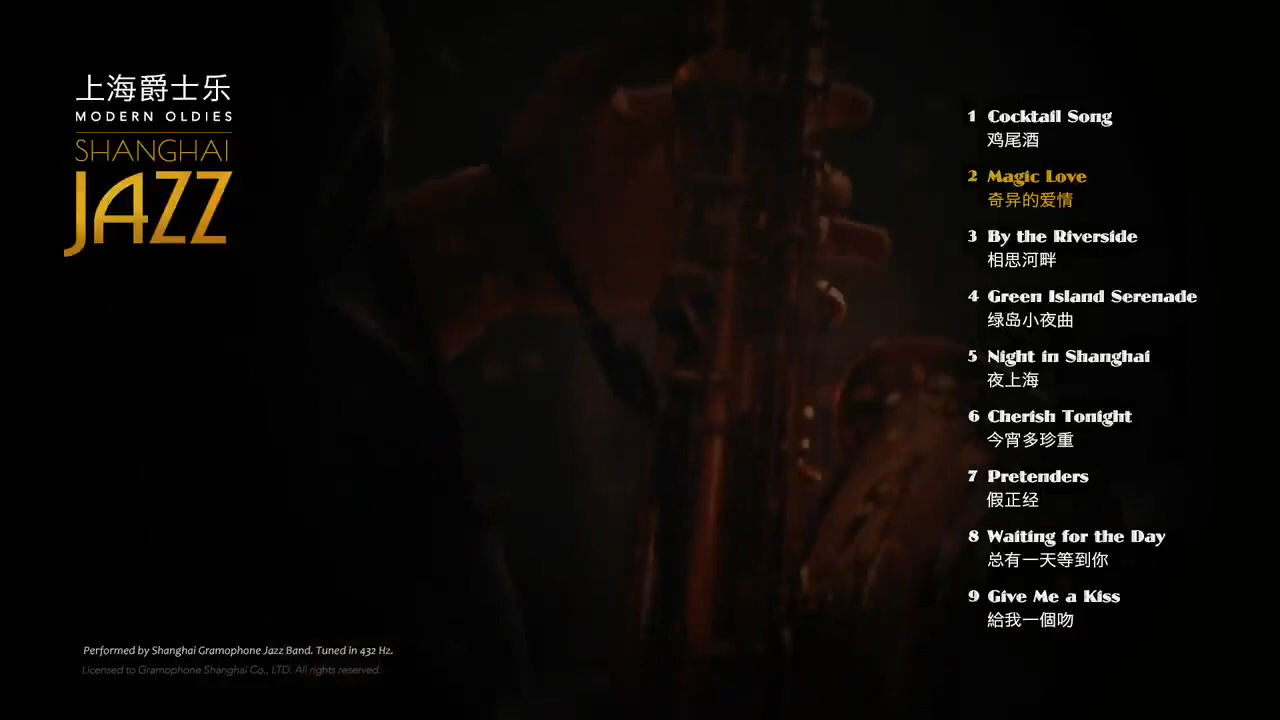 上海爵士乐
MODERN OLDIES
SHANGHAI
JAZZ
1 Cocktail Song
鸡尾酒
2 Magic Love
奇异的爱情
3 By the Riverside
相思河畔
4 Green Island Serenade
绿岛小夜曲
5 Night in Shanghai
夜上海
6 Cherish Tonight
今宵多珍重
7 Pretenders
假正经
8 Waiting for the Day
总有一天等到你
9 Give Me a Kiss
給我一個吻
Performed by Shanghai Gramophone Jazz Band. Tuned in 432 Hz.
Licensed to Gramophone Shanghai Co., LTD. All rights reserved.